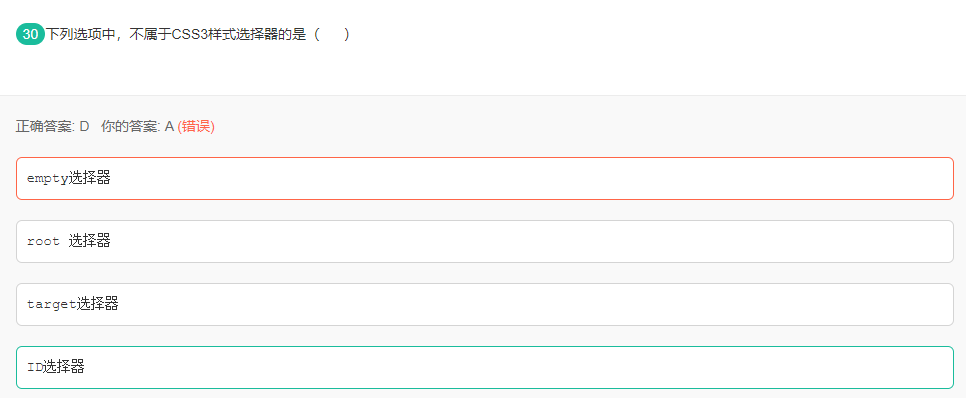 30 下列选项中，不属于CSS3样式选择器的是（　　）
正确答案: D 你的答案: A (错误)
empty选择器
root 选择器
target选择器
ID选择器